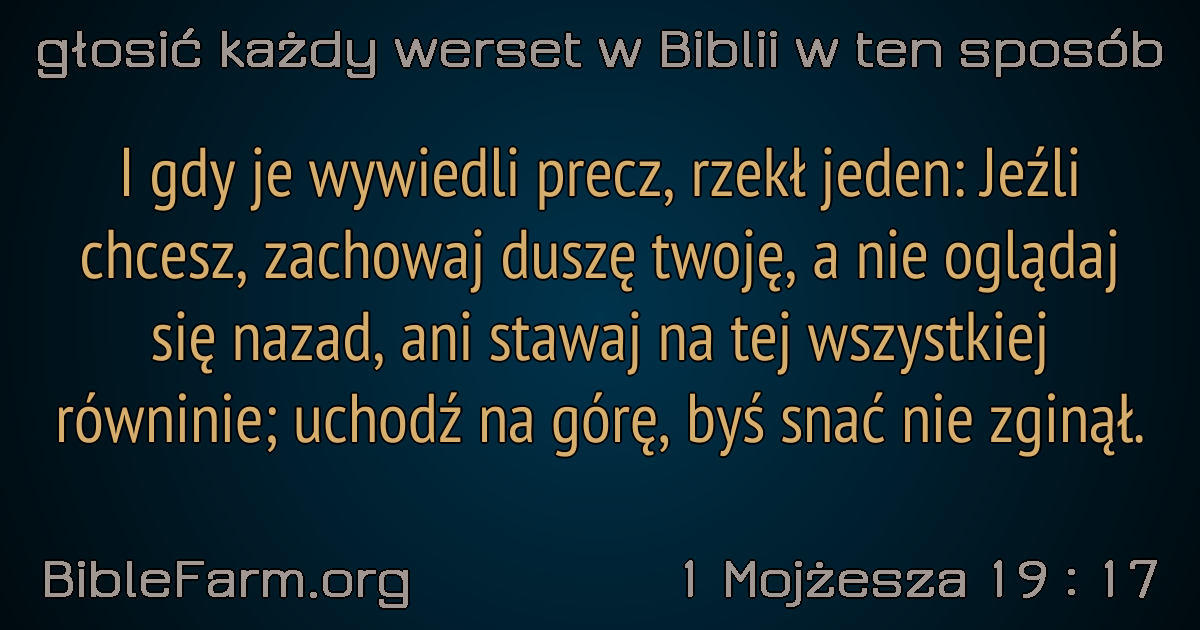 głosić każdy werset w Biblii w ten sposób
I gdy je wywiedli precz, rzekł jeden: Jeźli
chcesz, zachowaj duszę twoję, a nie oglądaj
się nazad, ani stawaj na tej wszystkiej
równinie; uchodź na górę, byś snać nie zginął.
BibleFarm.org
1 Mojżesza 19 : 17